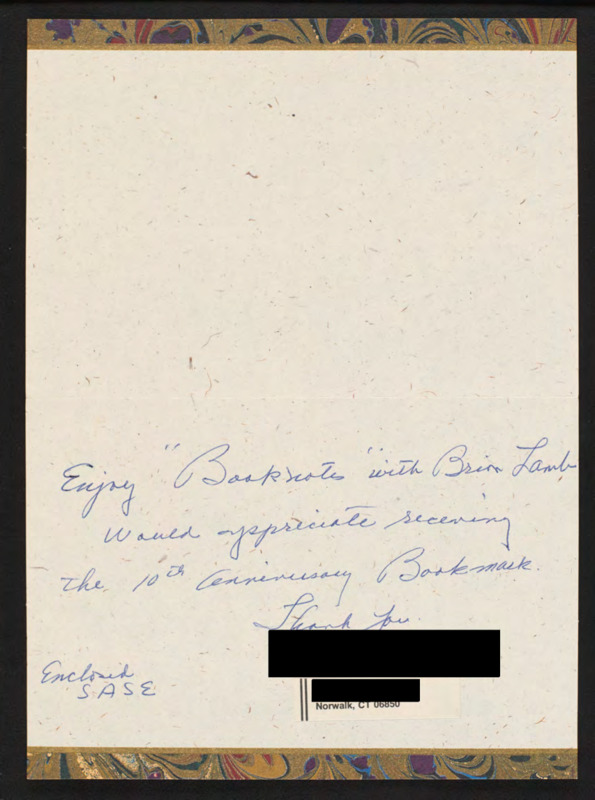 Enjoy "Booknotes" with Brian Lamb
Would appreciate receiving
the 10th Anniversary Bookmark.
Thank You
Enclosed
SASE
Norwalk, CT 06850